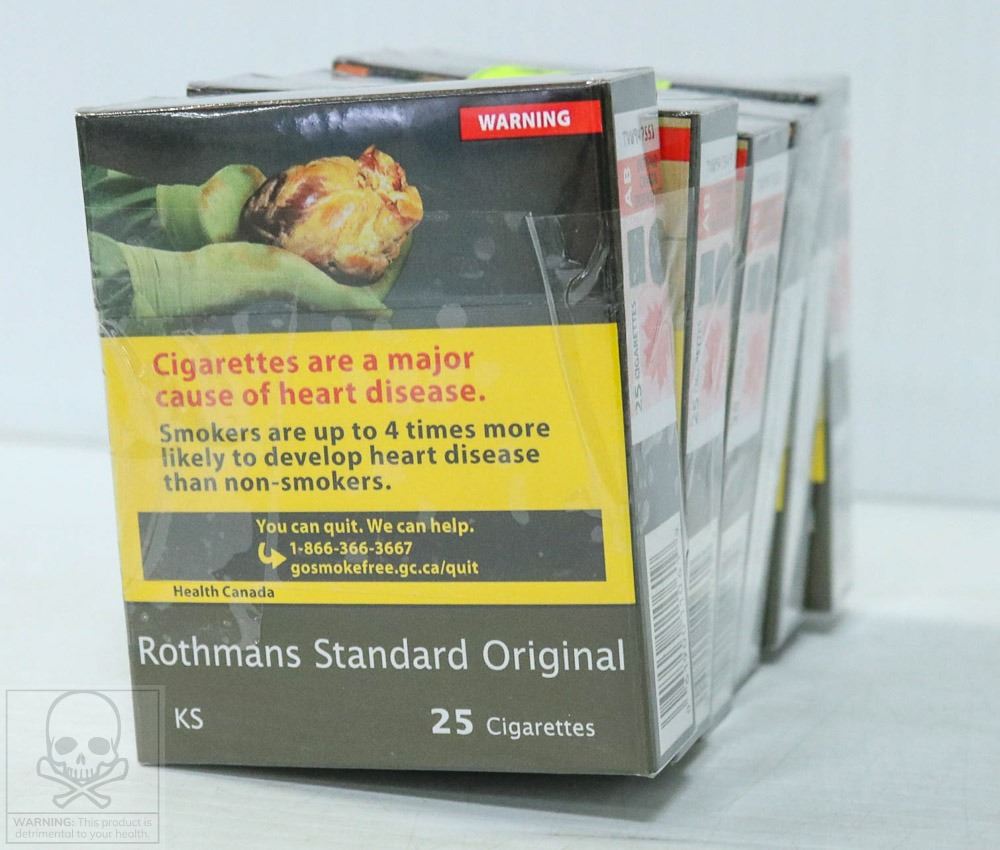 WARNING
Cigarettes are a major
cause of heart disease.
Smokers are up to 4 times more
likely to develop heart disease
than non-smokers.
You can quit. We can help.
1-866-366-3667
gosmokefree.gc.ca/quit
Health Canada
Rothmans Standard Original
KS
25 Cigarettes
25 CIGARETTES
WARNING: This product is
detrimental to your health.